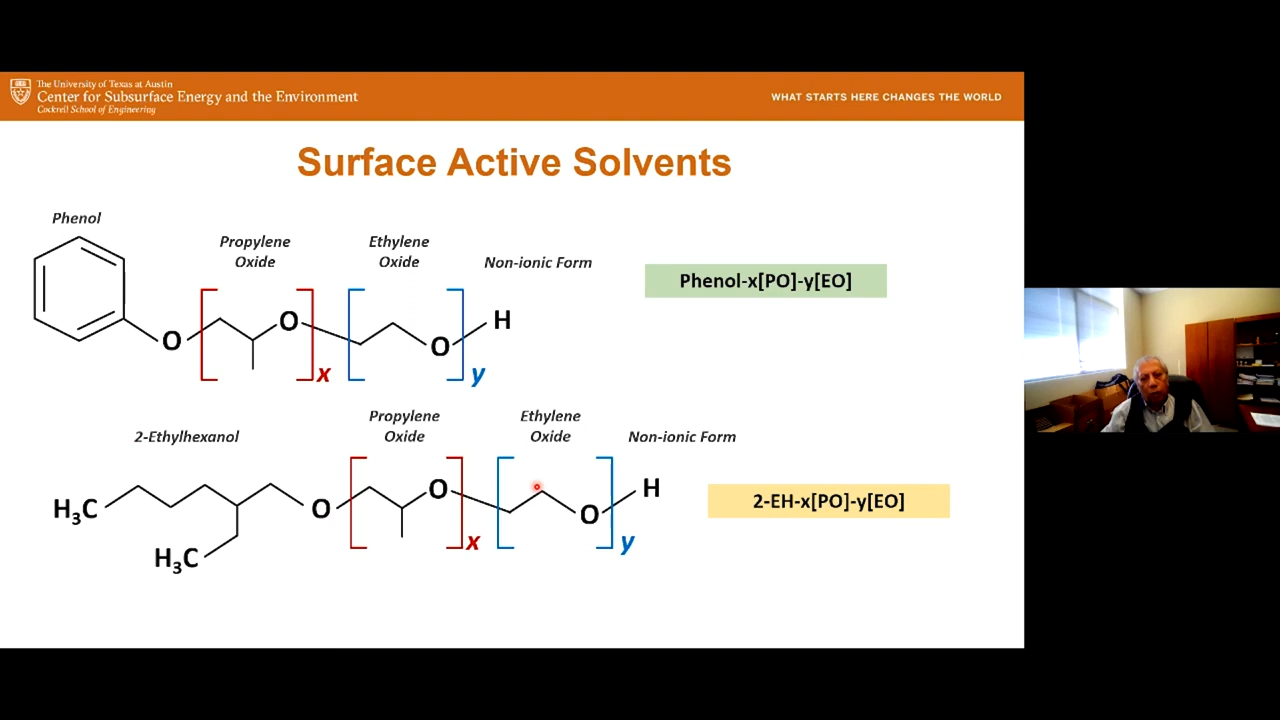 The University of Texas at Austin
Center for Subsurface Energy and the Environment
Cockrell School of Engineering
WHAT STARTS HERE CHANGES THE WORLD
Surface Active Solvents
Phenol
Propylene
Oxide
Ethylene
Oxide
Non-ionic Form
Phenol-x[PO]-y[EO]
O
O
O
H
x
y
2-Ethylhexanol
Propylene
Oxide
Ethylene
Oxide
Non-ionic Form
H₃C
H₃C
O
O
O
H
x
y
2-EH-x[PO]-y[EO]